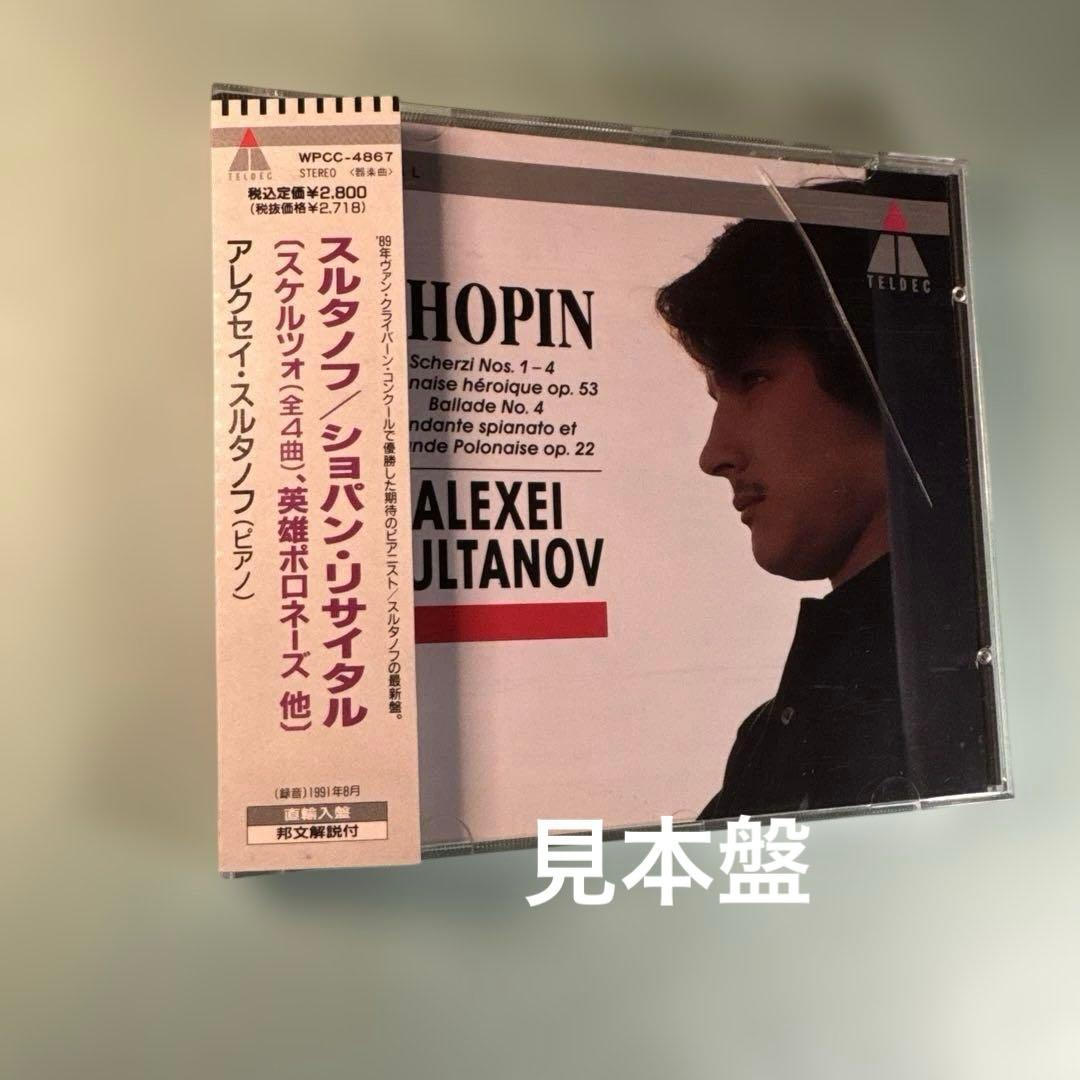 TELDEC
WPCC-4867
STEREO 〈器楽曲〉
税込定価¥2,800
(税抜価格¥2,718)
'89年ヴァン・クライバーン・コンクールで優勝した期待のピアニスト/スルタノフの最新盤。
スルタノフ/ショパン・リサイタル
〔スケルツォ(全4曲)、英雄ポロネーズ 他〕
アレクセイ・スルタノフ(ピアノ)
(録音)1991年8月
直輸入盤
邦文解説付
L
TELDEC
HOPIN
Scherzi Nos. 1–4
naise héroique op. 53
Ballade No. 4
ndante spianato et
nde Polonaise op. 22
ALEXEI
ULTANOV
見本盤